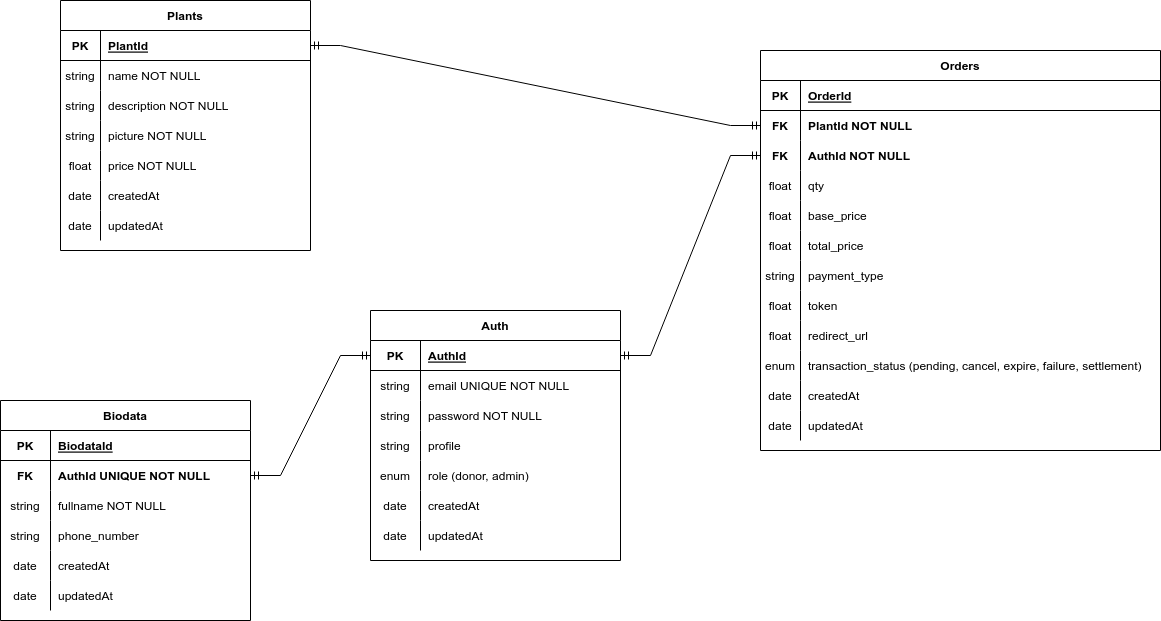 Plants
PK PlantId
string name NOT NULL
string description NOT NULL
string picture NOT NULL
float price NOT NULL
date createdAt
date updatedAt
Orders
PK OrderId
FK PlantId NOT NULL
FK AuthId NOT NULL
float qty
float base_price
float total_price
string payment_type
float token
float redirect_url
enum transaction_status (pending, cancel, expire, failure, settlement)
date createdAt
date updatedAt
Auth
PK AuthId
string email UNIQUE NOT NULL
string password NOT NULL
string profile
enum role (donor, admin)
date createdAt
date updatedAt
Biodata
PK BiodataId
FK AuthId UNIQUE NOT NULL
string fullname NOT NULL
string phone_number
date createdAt
date updatedAt